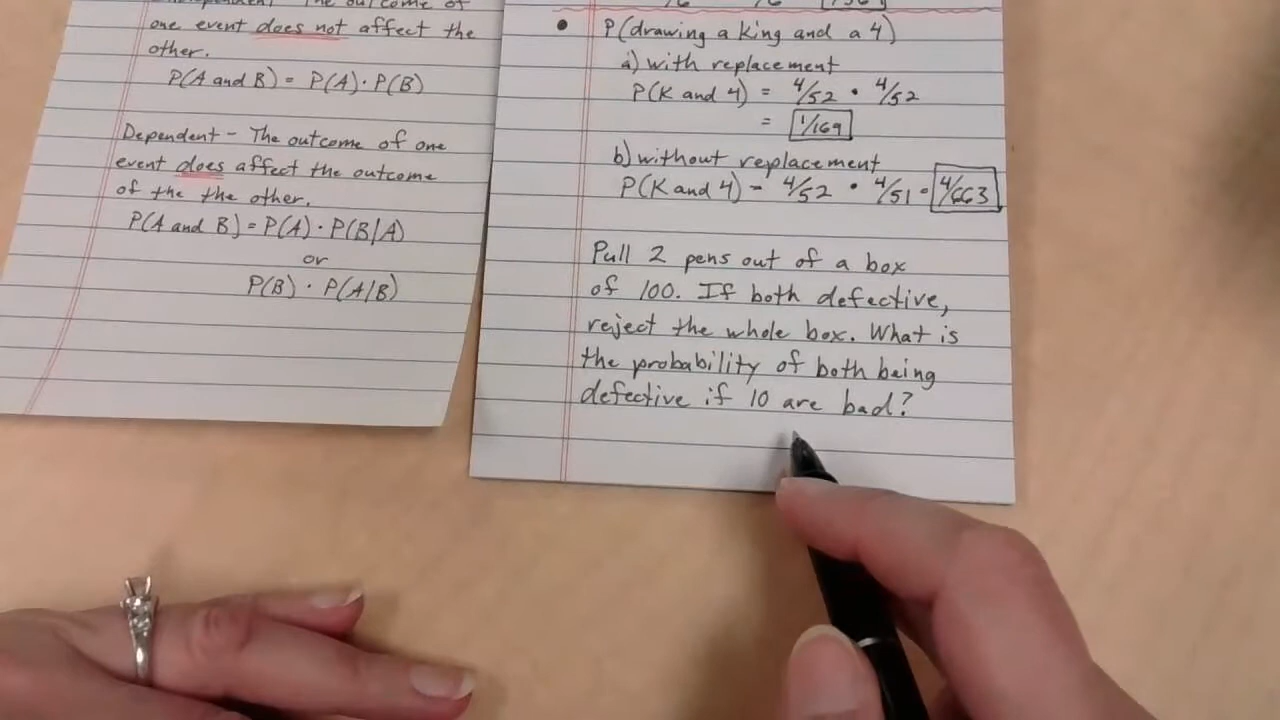 The outcome of
one event does not affect the
other.
P(A and B) = P(A) · P(B)
Dependent - The outcome of one
event does affect the outcome
of the the other.
P(A and B) = P(A) · P(B|A)
or
P(B) · P(A|B)
• P(drawing a King and a 4)
a) with replacement
P(K and 4) = 4/52 · 4/52
= 1/169
b) without replacement
P(K and 4) = 4/52 · 4/51 = 4/663
Pull 2 pens out of a box
of 100. If both defective,
reject the whole box. What is
the probability of both being
defective if 10 are bad?